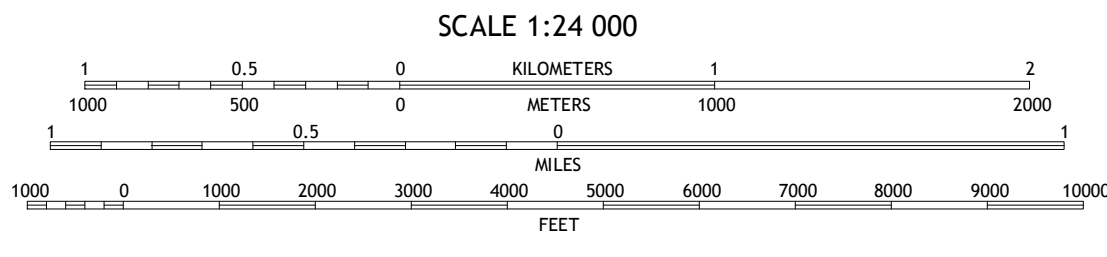 SCALE 1:24 000
1 0.5 0 KILOMETERS 1 2
1000 500 0 METERS 1000 2000
1 0.5 0 1
MILES
1000 0 1000 2000 3000 4000 5000 6000 7000 8000 9000 10000
FEET